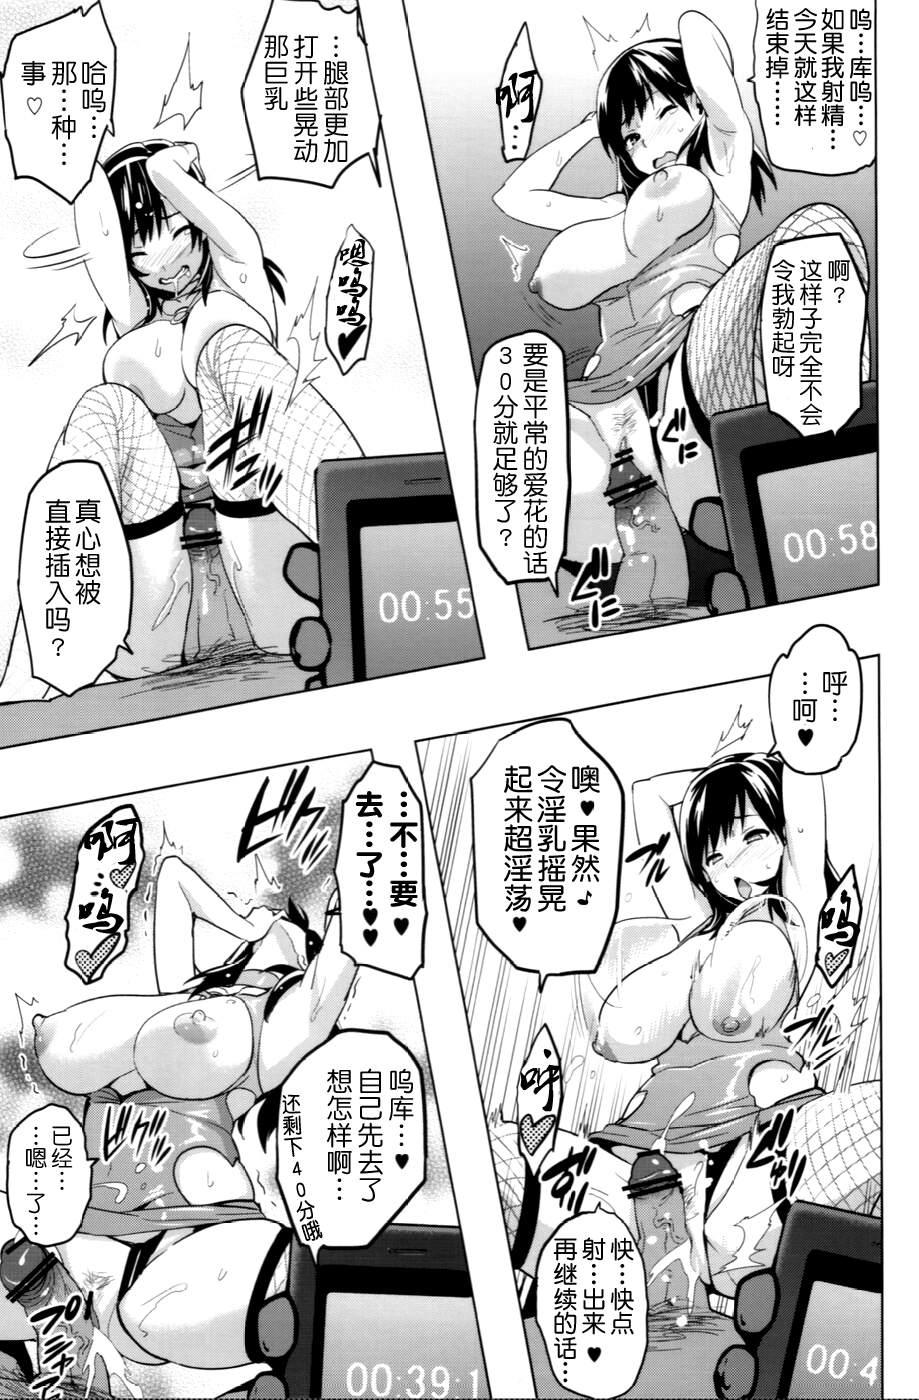 呜…库呜…♡
如果我射精…
今天就这样
结束掉…
啊…
啊?
这样子完全不会
令我勃起呀
要是平常的爱花的话
30分就足够了?
00:58
…腿部更加
打开些晃动
那巨乳
哈呜…
那…种…
事♡
嗯呜呜♥
真心想被
直接插入吗?
00:55
呼…
…呵♥
噢♥果然♪
令淫乳摇晃
起来超淫荡♥
呜♡
呼♡
快…快点
射…出来♥
再继续的话…
00:4
…不…要
去…了…♥♥
啊…♡
呜♡
呜库…♥
自己先去了
想怎样啊…
还剩下40分哦
已经…
…嗯…了…
00:39:1